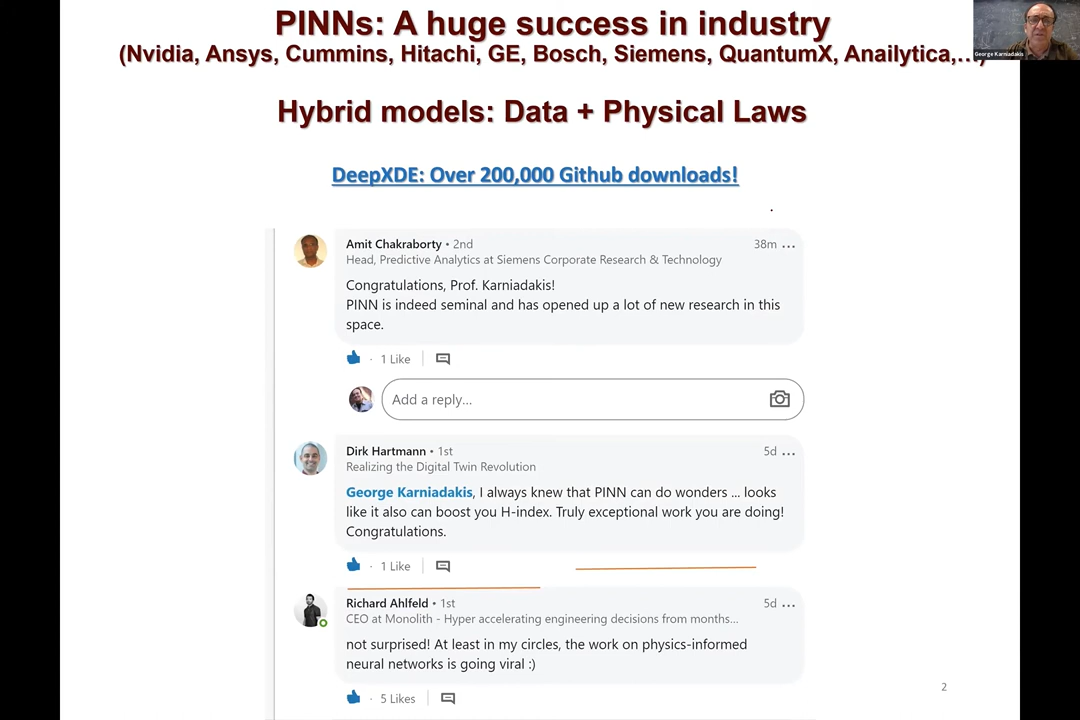 PINNs: A huge success in industry
(Nvidia, Ansys, Cummins, Hitachi, GE, Bosch, Siemens, QuantumX, Anailytica,…)
George Karniadakis
Hybrid models: Data + Physical Laws
DeepXDE: Over 200,000 Github downloads!
Amit Chakraborty • 2nd 38m ...
Head, Predictive Analytics at Siemens Corporate Research & Technology
Congratulations, Prof. Karniadakis!
PINN is indeed seminal and has opened up a lot of new research in this
space.
· 1 Like
Add a reply...
Dirk Hartmann • 1st 5d ...
Realizing the Digital Twin Revolution
George Karniadakis, I always knew that PINN can do wonders ... looks
like it also can boost you H-index. Truly exceptional work you are doing!
Congratulations.
· 1 Like
Richard Ahlfeld • 1st 5d ...
CEO at Monolith - Hyper accelerating engineering decisions from months...
not surprised! At least in my circles, the work on physics-informed
neural networks is going viral :)
· 5 Likes
2